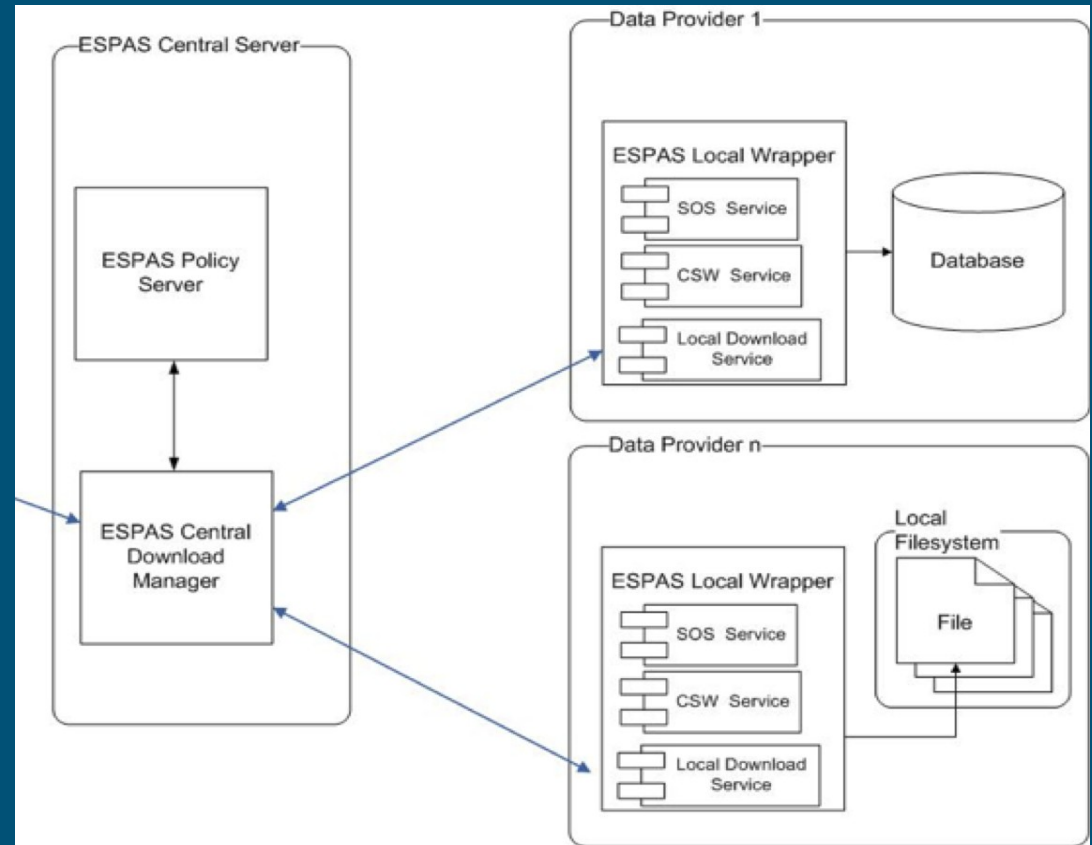 ESPAS Central Server
ESPAS Policy
Server
ESPAS Central
Download
Manager
Data Provider 1
ESPAS Local Wrapper
SOS Service
CSW Service
Local Download
Service
Database
Data Provider n
ESPAS Local Wrapper
SOS Service
CSW Service
Local Download
Service
Local
Filesystem
File